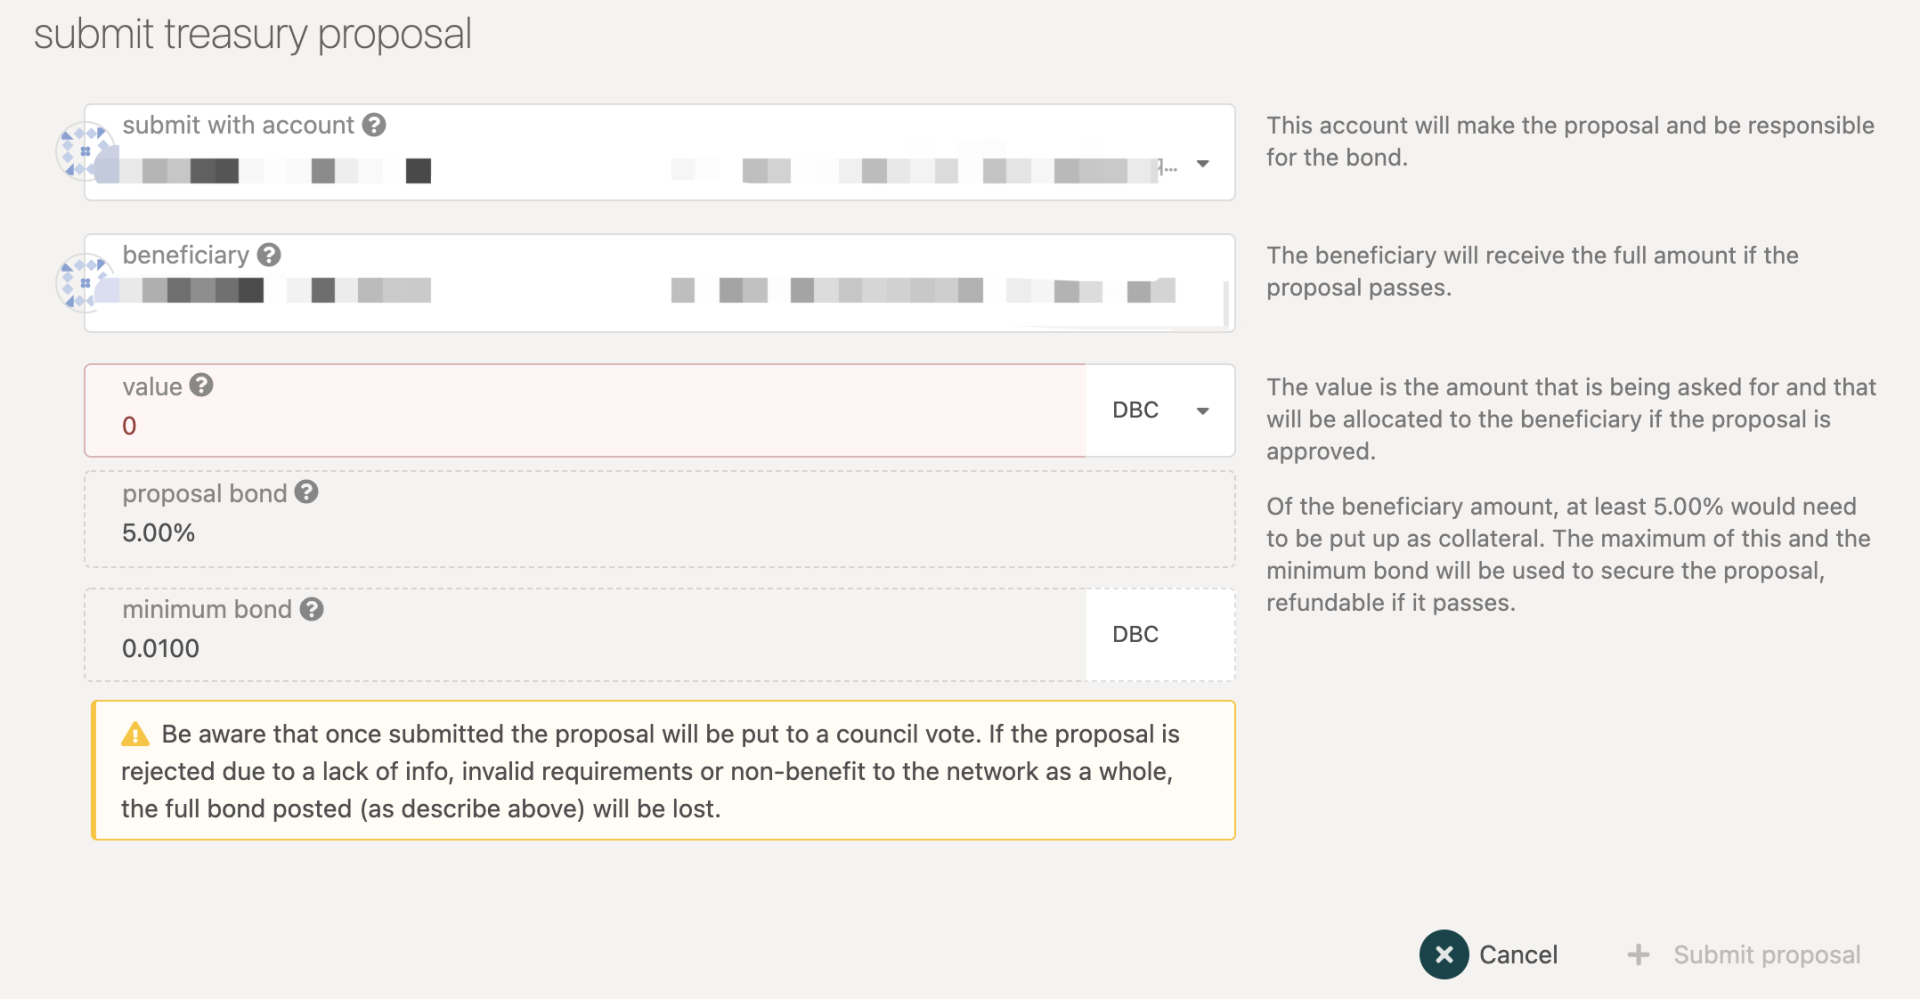 submit treasury proposal
submit with account
This account will make the proposal and be responsible
for the bond.
beneficiary
The beneficiary will receive the full amount if the
proposal passes.
value
0
DBC
The value is the amount that is being asked for and that
will be allocated to the beneficiary if the proposal is
approved.
proposal bond
5.00%
Of the beneficiary amount, at least 5.00% would need
to be put up as collateral. The maximum of this and the
minimum bond will be used to secure the proposal,
refundable if it passes.
minimum bond
0.0100
DBC
Be aware that once submitted the proposal will be put to a council vote. If the proposal is
rejected due to a lack of info, invalid requirements or non-benefit to the network as a whole,
the full bond posted (as describe above) will be lost.
Cancel
Submit proposal